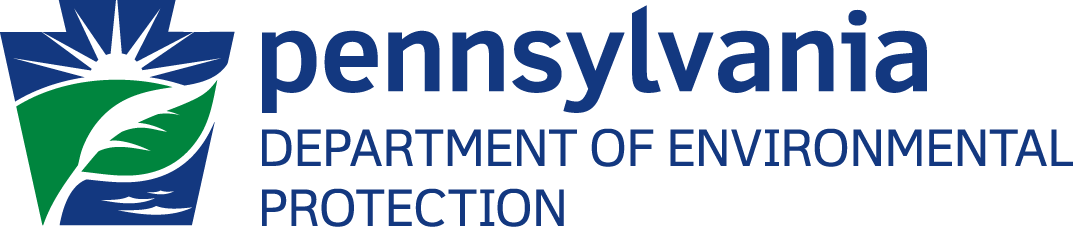 pennsylvania
DEPARTMENT OF ENVIRONMENTAL
PROTECTION